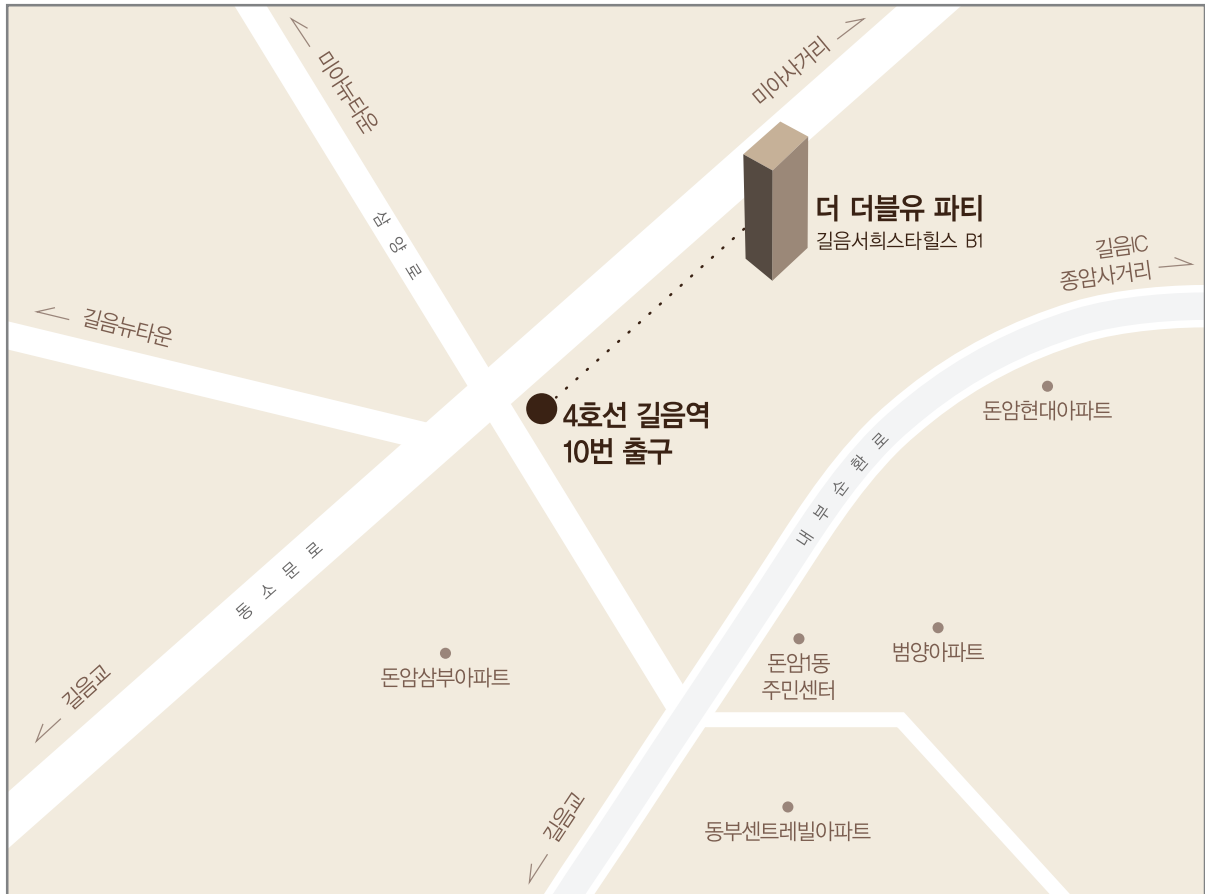 미아뉴타운
미아사거리
삼양로
더 더블유 파티
길음서희스타힐스 B1
길음IC
종암사거리
길음뉴타운
돈암현대아파트
4호선 길음역
10번 출구
내부순환로
동소문로
돈암삼부아파트
돈암1동
주민센터
범양아파트
길음교
길음교
동부센트레빌아파트